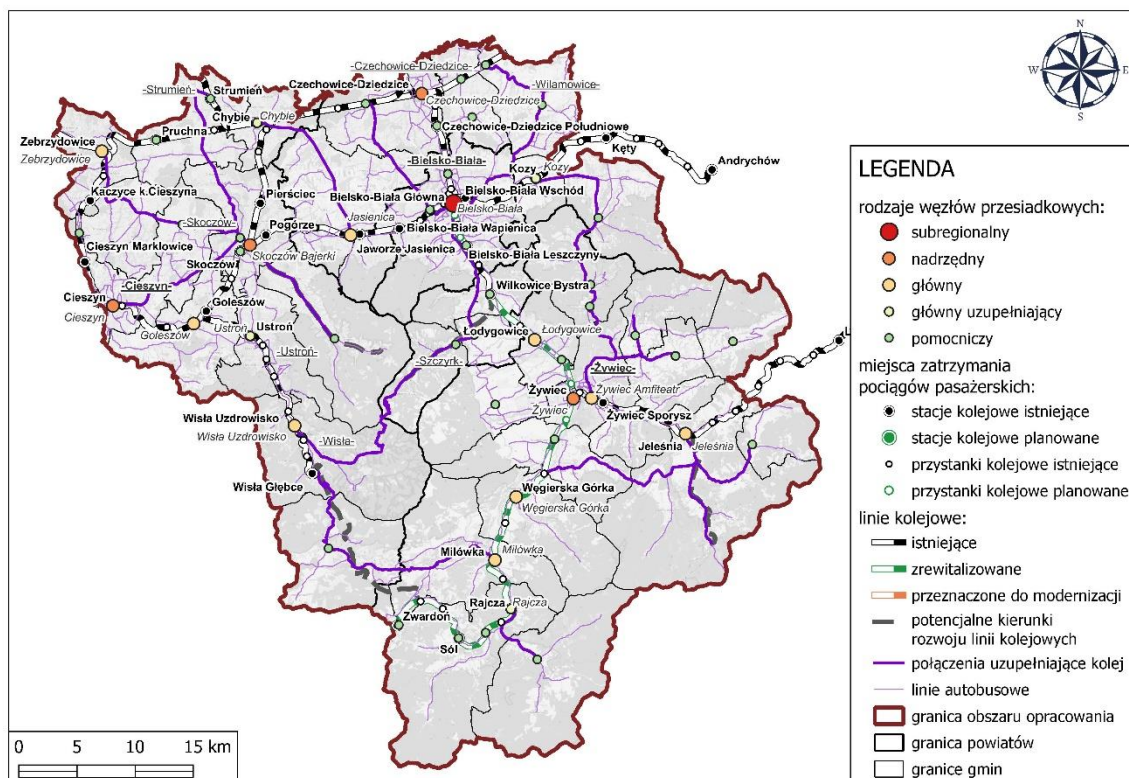 N
W
E
S
-Czechowice-Dziedzice-
Czechowice-Dziedzice
Czechowice-Dziedzice
-Wilamowice-
-Strumień-
Strumień
Chybie
Chybie
Pruchna
Czechowice-Dziedzice Południowe
Kęty
Andrychów
Zebrzydowice
Zebrzydowice
-Bielsko-Biała-
Kozy
Kozy
Kaczyce k.Cieszyna
Pierściec
Bielsko-Biała Główna
Bielsko-Biała Wschód
Bielsko-Biała
-Skoczów-
Pogórze
Jasienica
Bielsko-Biała Wapienica
Cieszyn Marklowice
Skoczów
Skoczów Bajerki
Jaworze Jasienica
Bielsko-Biała Leszczyny
-Cieszyn-
Cieszyn
Cieszyn
Goleszów
Goleszów
Wilkowice Bystra
Ustroń
Ustroń
-Ustroń-
Łodygowice
Łodygowice
-Szczyrk-
-Żywiec-
Żywiec
Żywiec Amfiteatr
Żywiec
Żywiec Sporysz
Wisła Uzdrowisko
Wisła Uzdrowisko
-Wisła-
Jeleśnia
Jeleśnia
Wisła Głębce
Węgierska Górka
Węgierska Górka
Milówka
Milówka
Rajcza
Rajcza
Zwardoń
Sól
0 5 10 15 km
LEGENDA
rodzaje węzłów przesiadkowych:
subregionalny
nadrzędny
główny
główny uzupełniający
pomocniczy
miejsca zatrzymania
pociągów pasażerskich:
stacje kolejowe istniejące
stacje kolejowe planowane
przystanki kolejowe istniejące
przystanki kolejowe planowane
linie kolejowe:
istniejące
zrewitalizowane
przeznaczone do modernizacji
potencjalne kierunki
rozwoju linii kolejowych
połączenia uzupełniające kolej
linie autobusowe
granica obszaru opracowania
granica powiatów
granice gmin